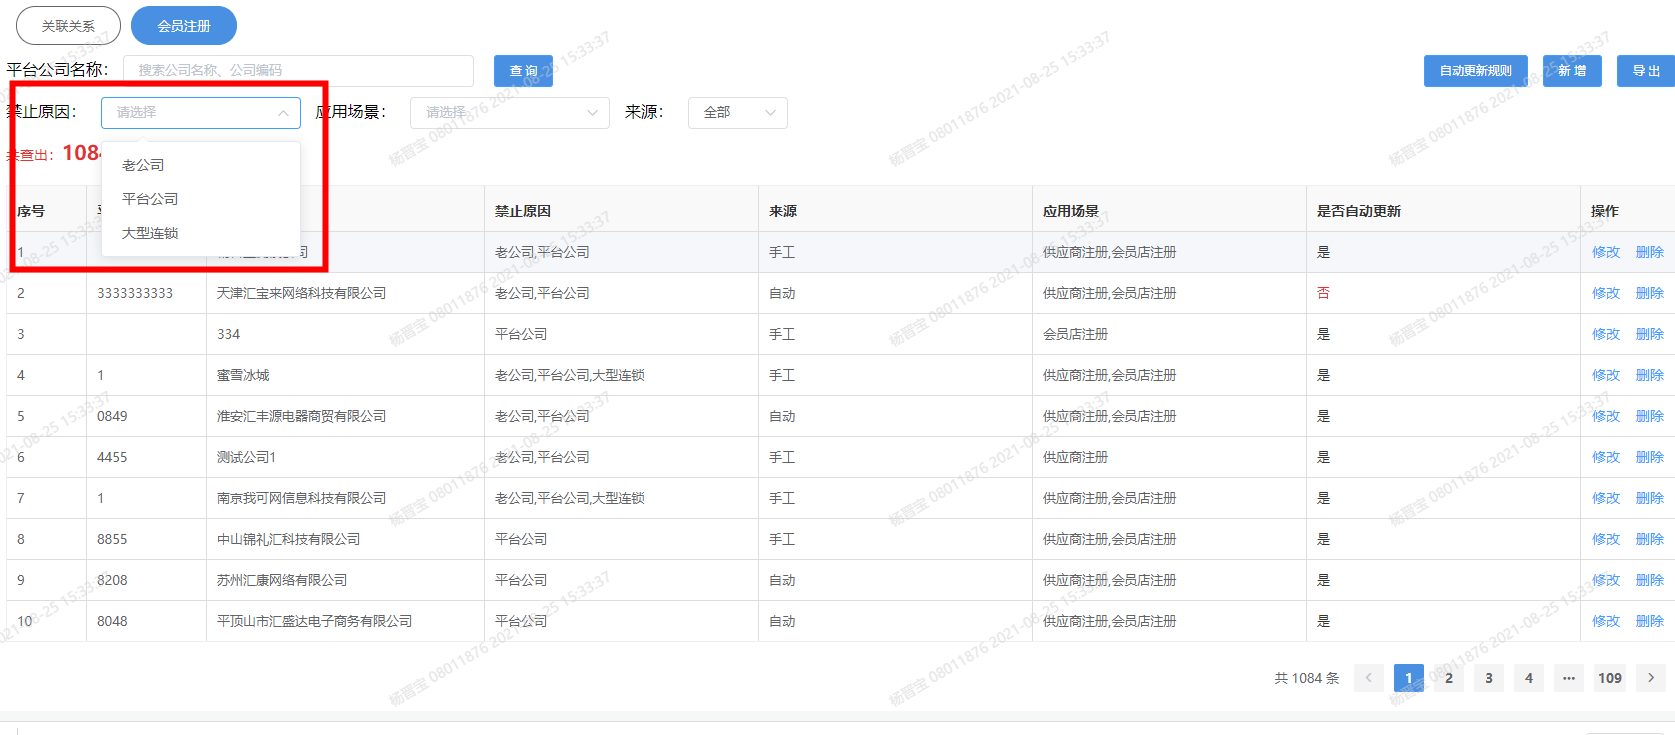 关联关系 会员注册
平台公司名称： 搜索公司名称、公司编码 查 询 自动更新规则 新 增 导 出
禁止原因： 请选择 应用场景： 请选择 来源： 全部
共查出：1084
老公司
平台公司
大型连锁
序号 禁止原因 来源 应用场景 是否自动更新 操作
1 司 老公司,平台公司 手工 供应商注册,会员店注册 是 修改 删除
2 3333333333 天津汇宝来网络科技有限公司 老公司,平台公司 自动 供应商注册,会员店注册 否 修改 删除
3 334 平台公司 手工 会员店注册 是 修改 删除
4 1 蜜雪冰城 老公司,平台公司,大型连锁 手工 供应商注册,会员店注册 是 修改 删除
5 0849 淮安汇丰源电器商贸有限公司 老公司,平台公司 自动 供应商注册,会员店注册 是 修改 删除
6 4455 测试公司1 老公司,平台公司 手工 供应商注册 是 修改 删除
7 1 南京我可网信息科技有限公司 老公司,平台公司,大型连锁 手工 供应商注册,会员店注册 是 修改 删除
8 8855 中山锦礼汇科技有限公司 平台公司 手工 供应商注册,会员店注册 是 修改 删除
9 8208 苏州汇康网络有限公司 平台公司 自动 供应商注册,会员店注册 是 修改 删除
10 8048 平顶山市汇盛达电子商务有限公司 平台公司 自动 供应商注册,会员店注册 是 修改 删除
共 1084 条 1 2 3 4 ··· 109
杨晋宝 08011876 2021-08-25 15:33:37